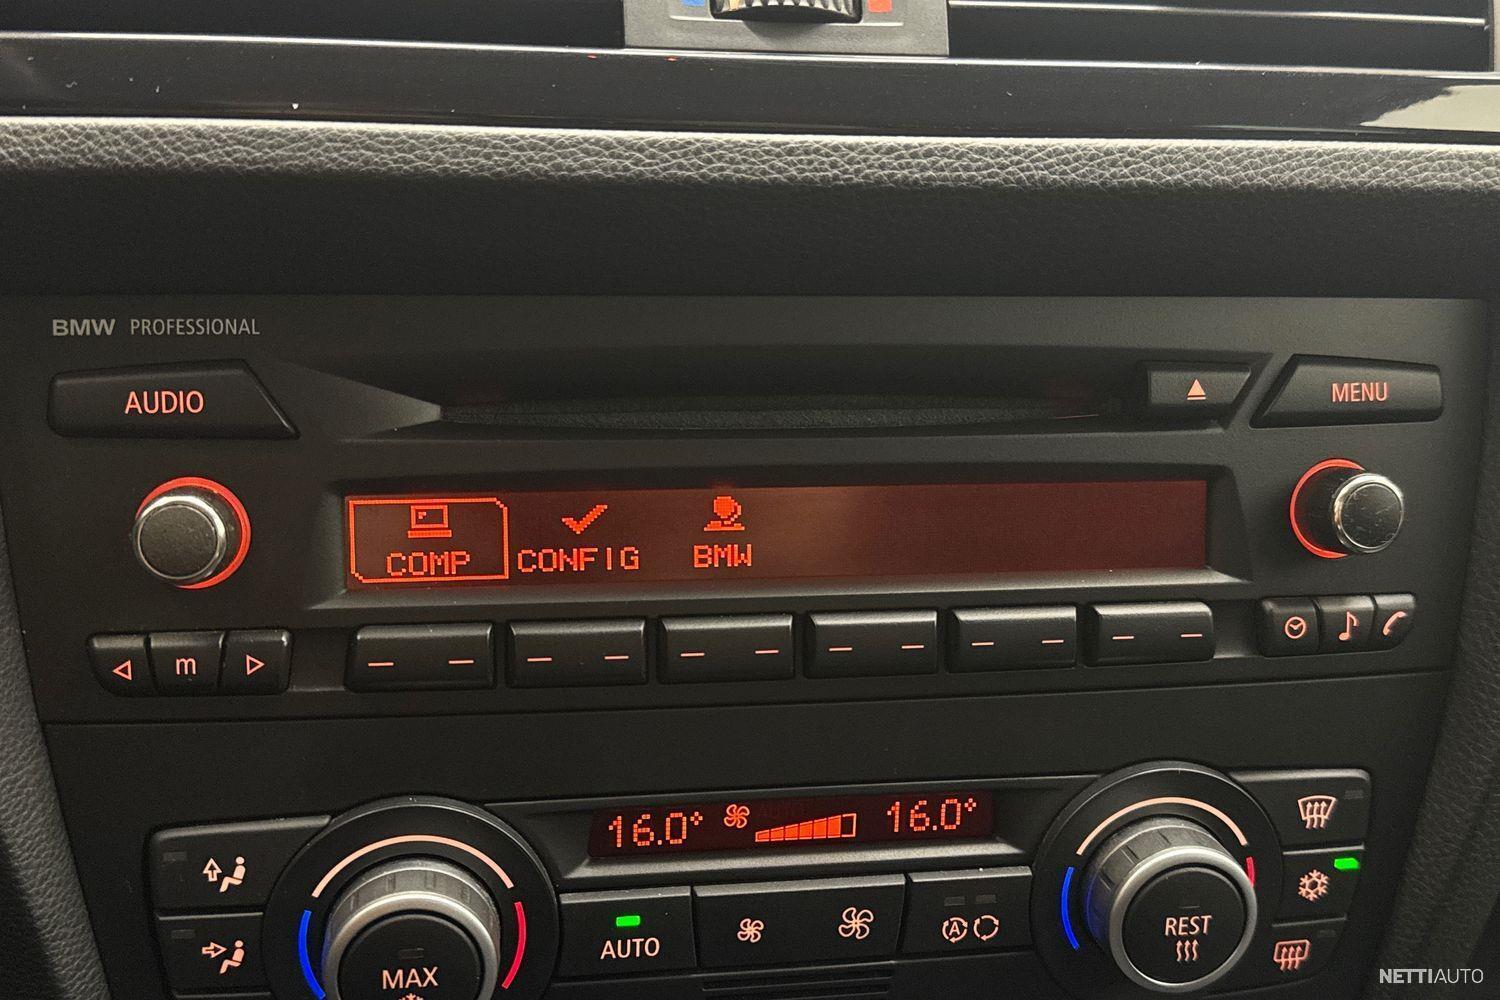 BMW PROFESSIONAL
AUDIO
MENU
COMP CONFIG BMW
m
16.0° 16.0°
AUTO
A
MAX
REST
NETTIAUTO